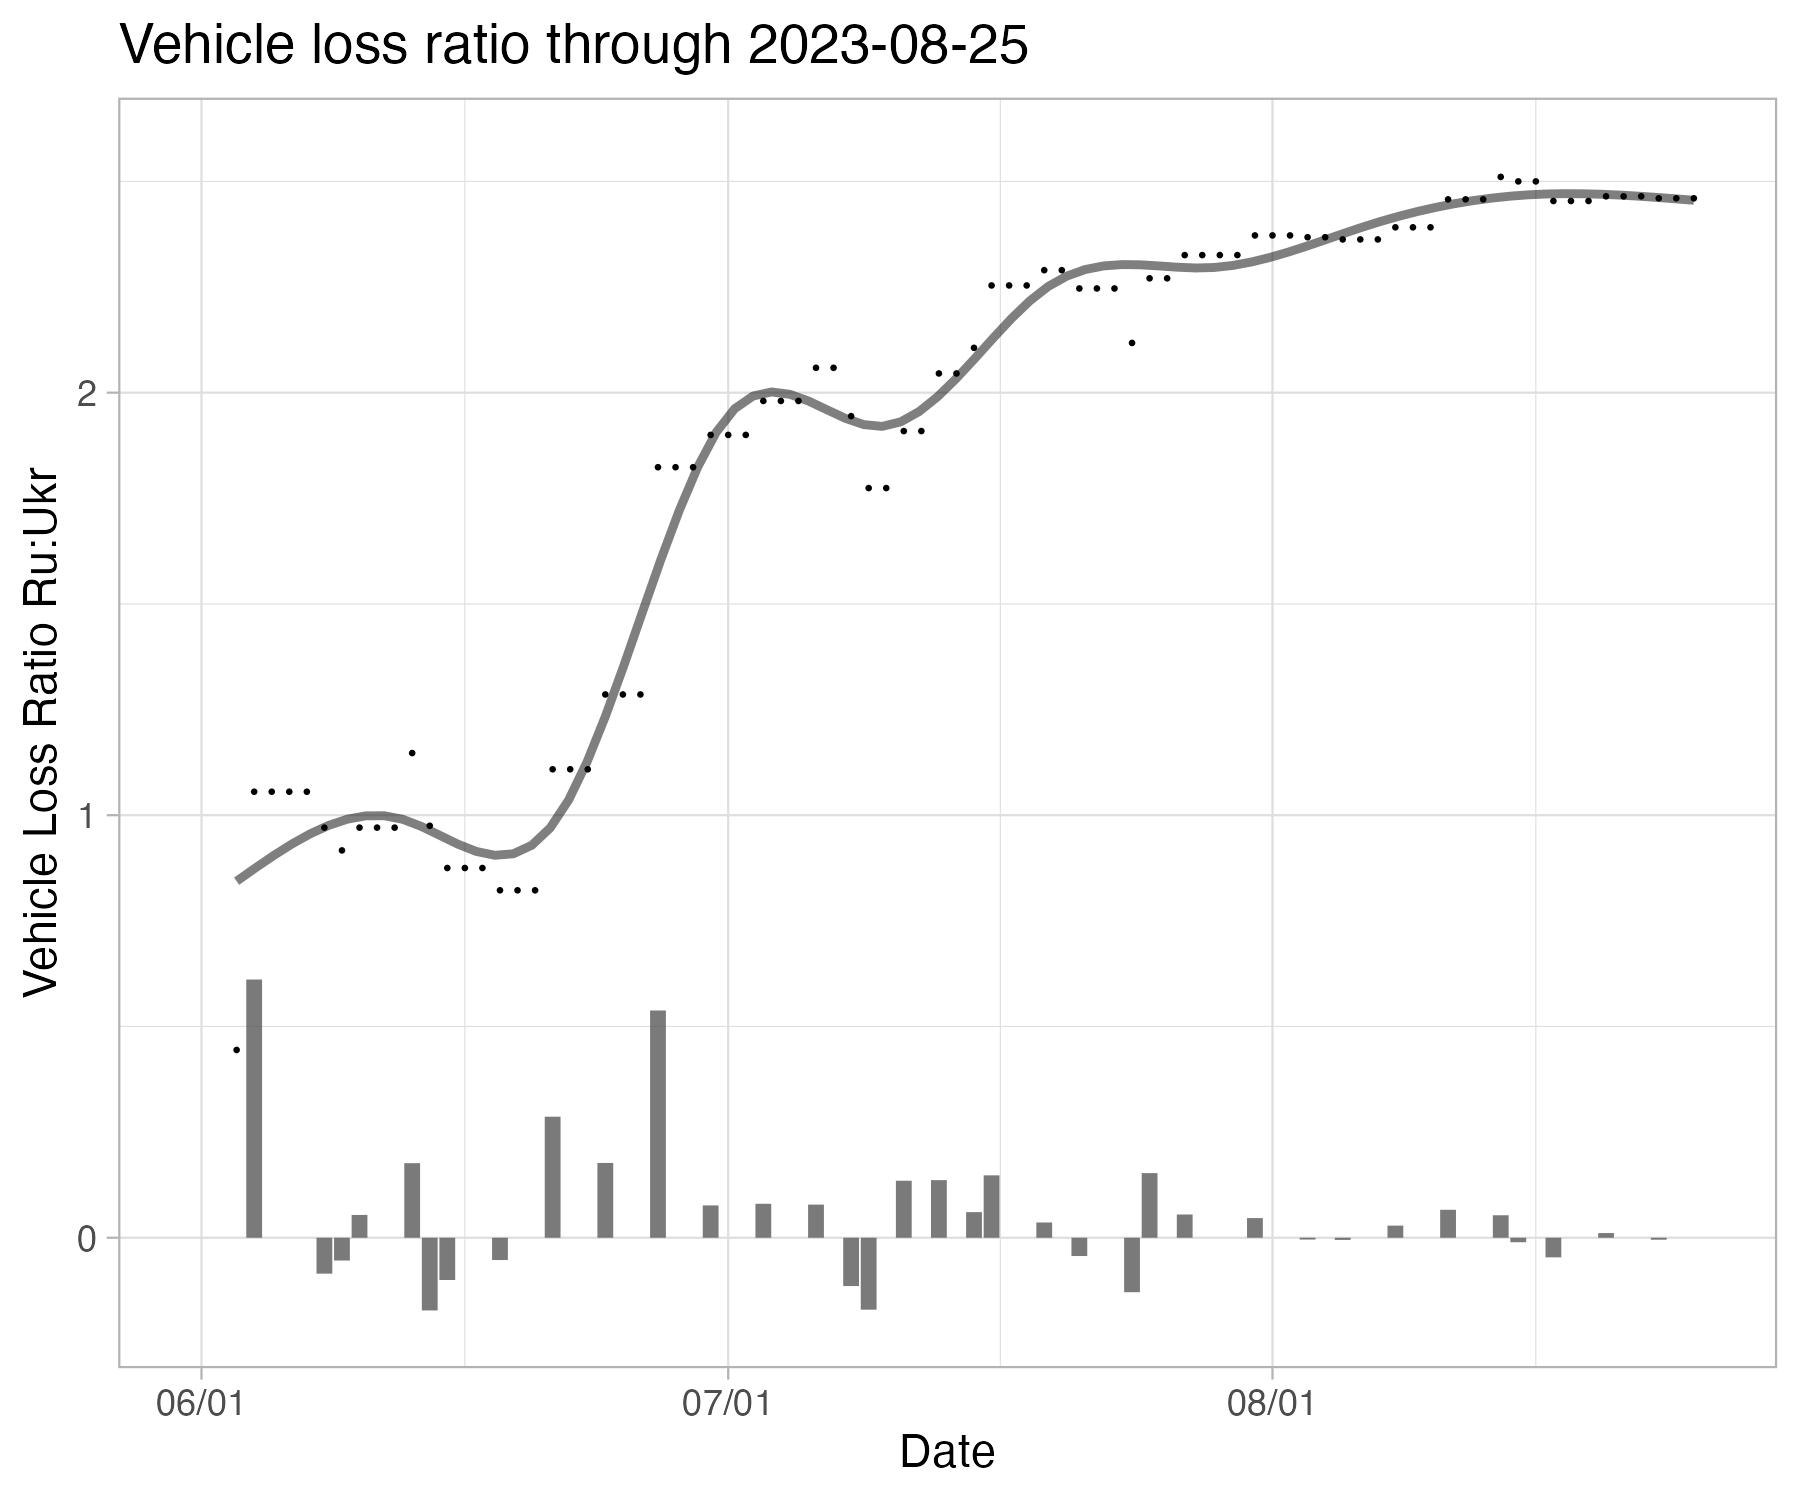 Vehicle loss ratio through 2023-08-25
Vehicle Loss Ratio Ru:Ukr
2
1
0
06/01
07/01
08/01
Date